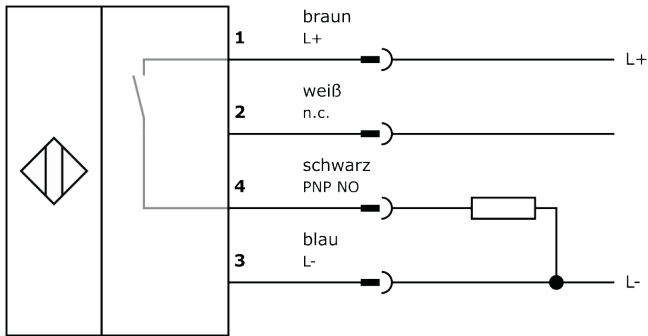 braun
1 L+
L+
weiß
2 n.c.
schwarz
4 PNP NO
blau
3 L-
L-